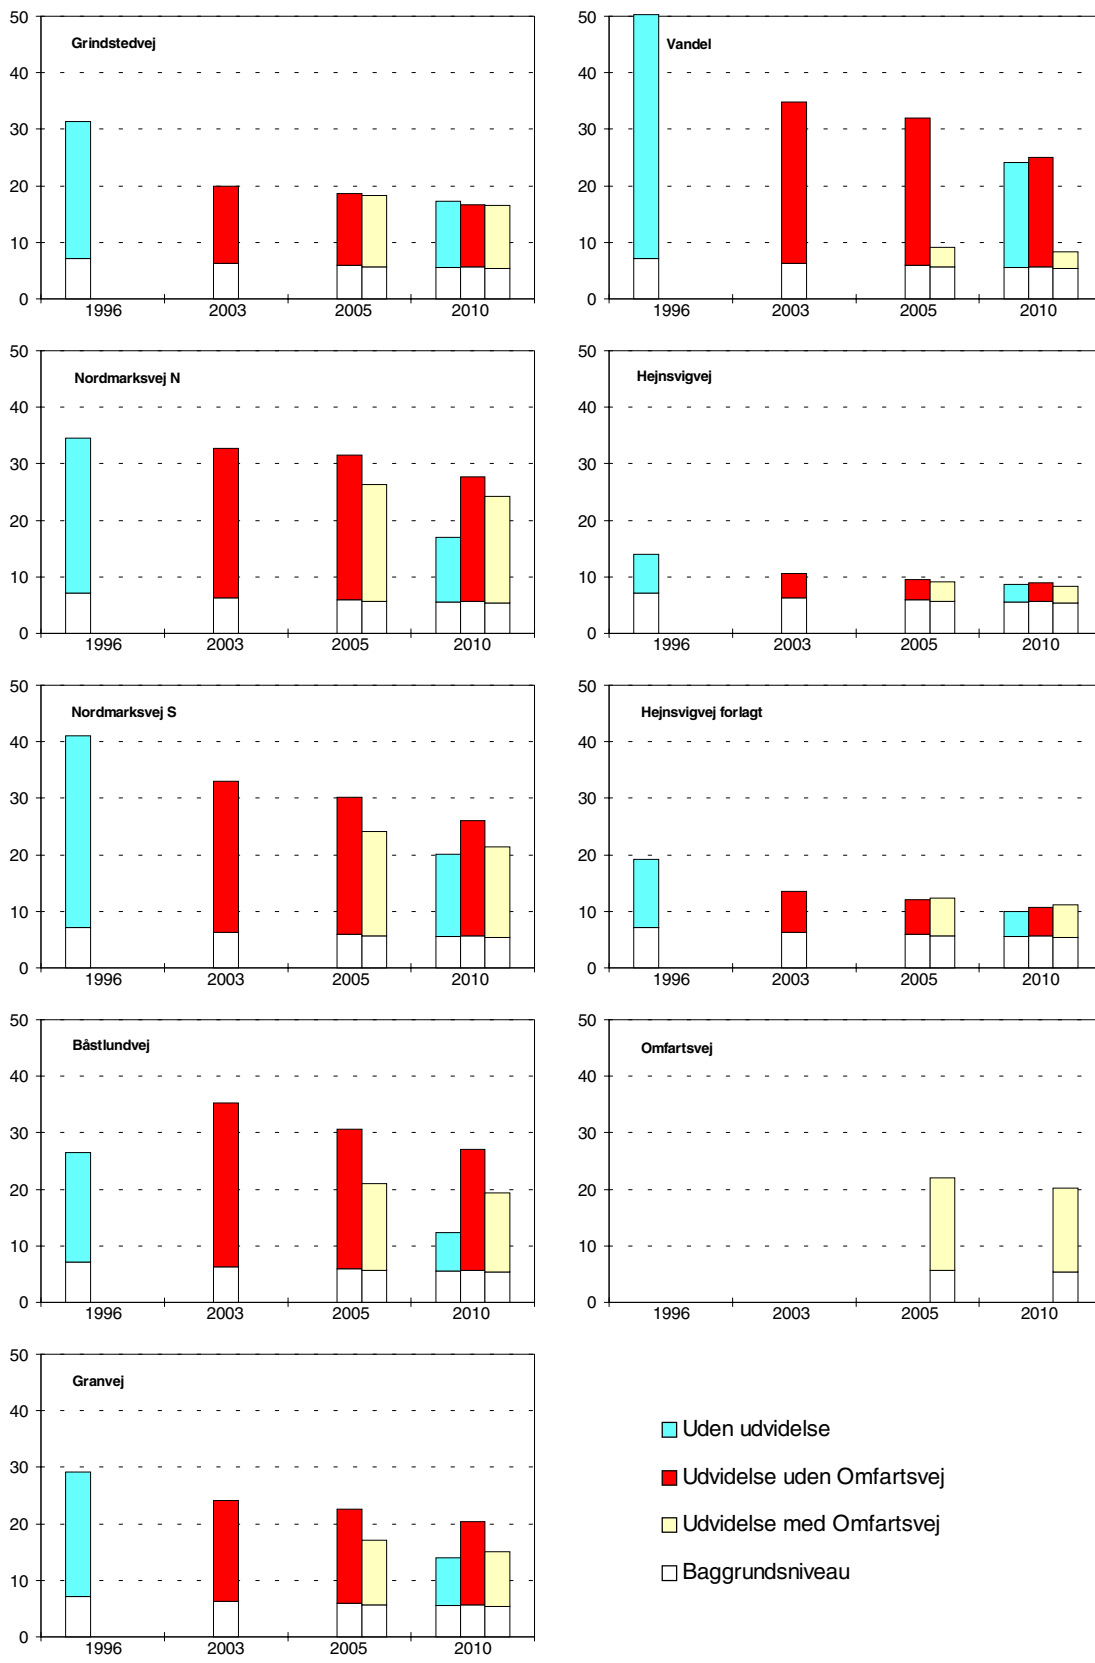 Grindstedvej
50
40
30
20
10
0
1996 2003 2005 2010
Vandel
50
40
30
20
10
0
1996 2003 2005 2010
Nordmarksvej N
50
40
30
20
10
0
1996 2003 2005 2010
Hejnsvigvej
50
40
30
20
10
0
1996 2003 2005 2010
Nordmarksvej S
50
40
30
20
10
0
1996 2003 2005 2010
Hejnsvigvej forlagt
50
40
30
20
10
0
1996 2003 2005 2010
Båstlundvej
50
40
30
20
10
0
1996 2003 2005 2010
Omfartsvej
50
40
30
20
10
0
1996 2003 2005 2010
Granvej
50
40
30
20
10
0
1996 2003 2005 2010
Uden udvidelse
Udvidelse uden Omfartsvej
Udvidelse med Omfartsvej
Baggrundsniveau